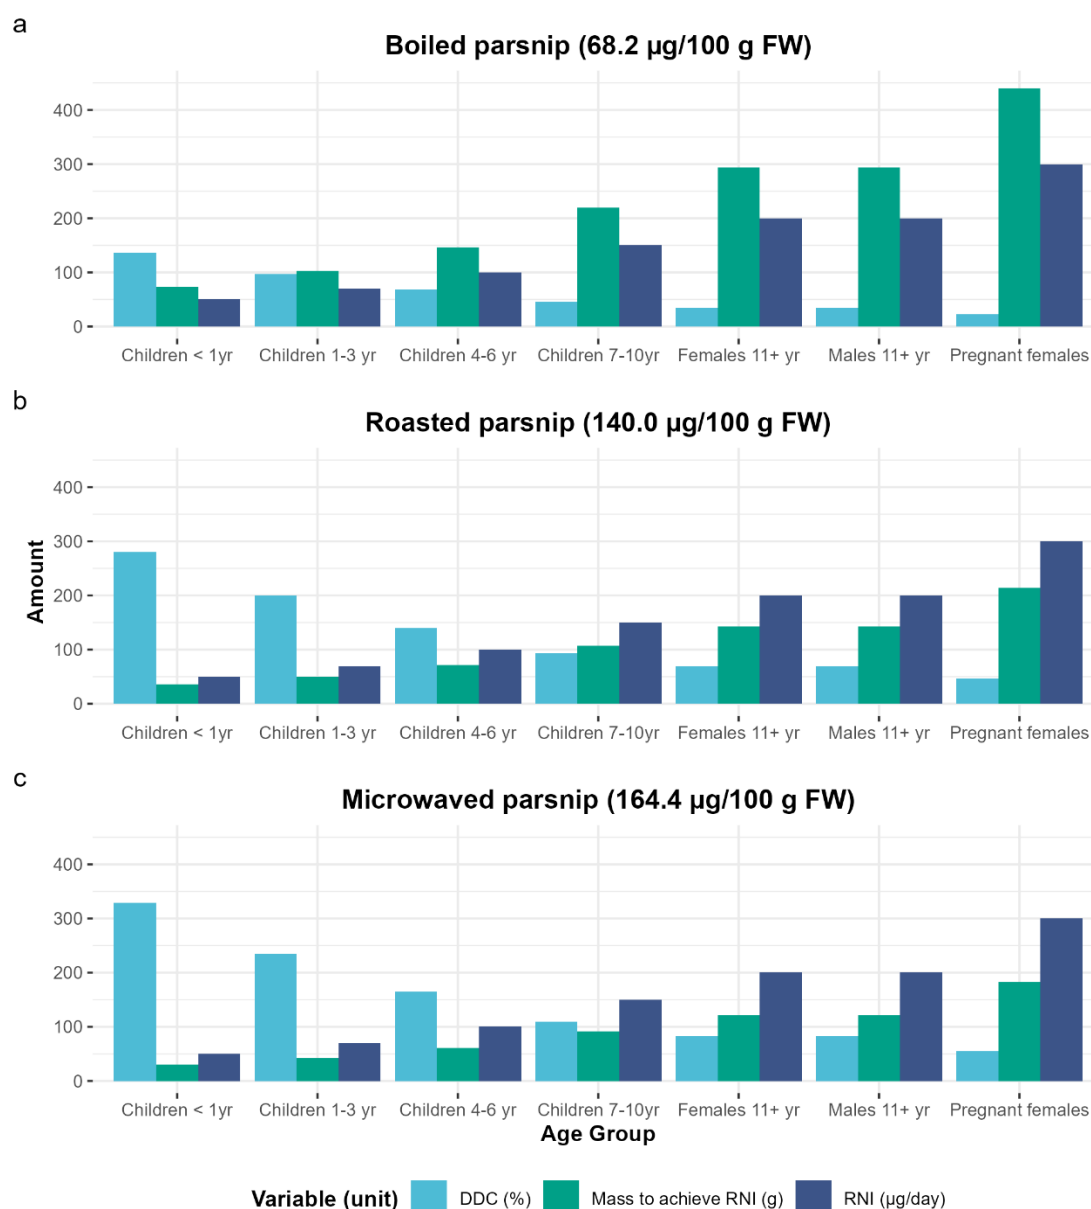 a
Boiled parsnip (68.2 µg/100 g FW)
400
300
200
100
0
Children < 1yr Children 1-3 yr Children 4-6 yr Children 7-10yr Females 11+ yr Males 11+ yr Pregnant females
b
Roasted parsnip (140.0 µg/100 g FW)
Amount
400
300
200
100
0
Children < 1yr Children 1-3 yr Children 4-6 yr Children 7-10yr Females 11+ yr Males 11+ yr Pregnant females
c
Microwaved parsnip (164.4 µg/100 g FW)
400
300
200
100
0
Children < 1yr Children 1-3 yr Children 4-6 yr Children 7-10yr Females 11+ yr Males 11+ yr Pregnant females
Age Group
Variable (unit) DDC (%) Mass to achieve RNI (g) RNI (µg/day)